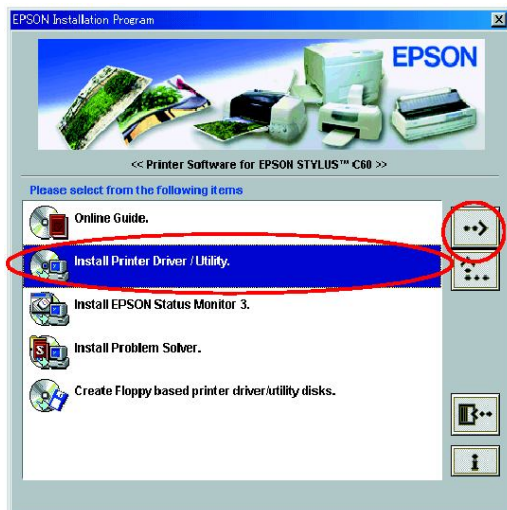 EPSON Installation Program
EPSON
<< Printer Software for EPSON STYLUS™ C60 >>
Please select from the following items
Online Guide.
Install Printer Driver / Utility.
Install EPSON Status Monitor 3.
Install Problem Solver.
Create Floppy based printer driver/utility disks.